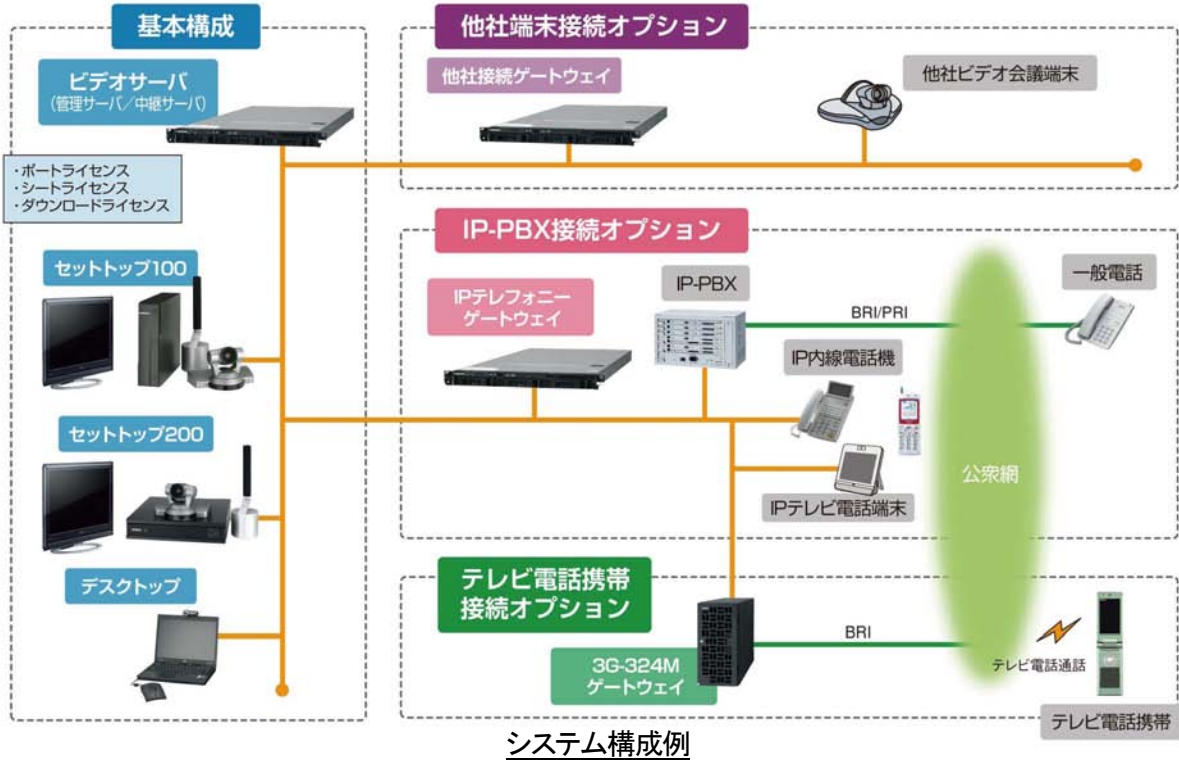 基本構成
ビデオサーバ
（管理サーバ／中継サーバ）
・ポートライセンス
・シートライセンス
・ダウンロードライセンス
セットトップ100
セットトップ200
デスクトップ
他社端末接続オプション
他社接続ゲートウェイ
他社ビデオ会議端末
IP-PBX接続オプション
IPテレフォニー
ゲートウェイ
IP-PBX
BRI/PRI
一般電話
IP内線電話機
IPテレビ電話端末
公衆網
テレビ電話携帯
接続オプション
3G-324M
ゲートウェイ
BRI
テレビ電話通話
テレビ電話携帯
システム構成例